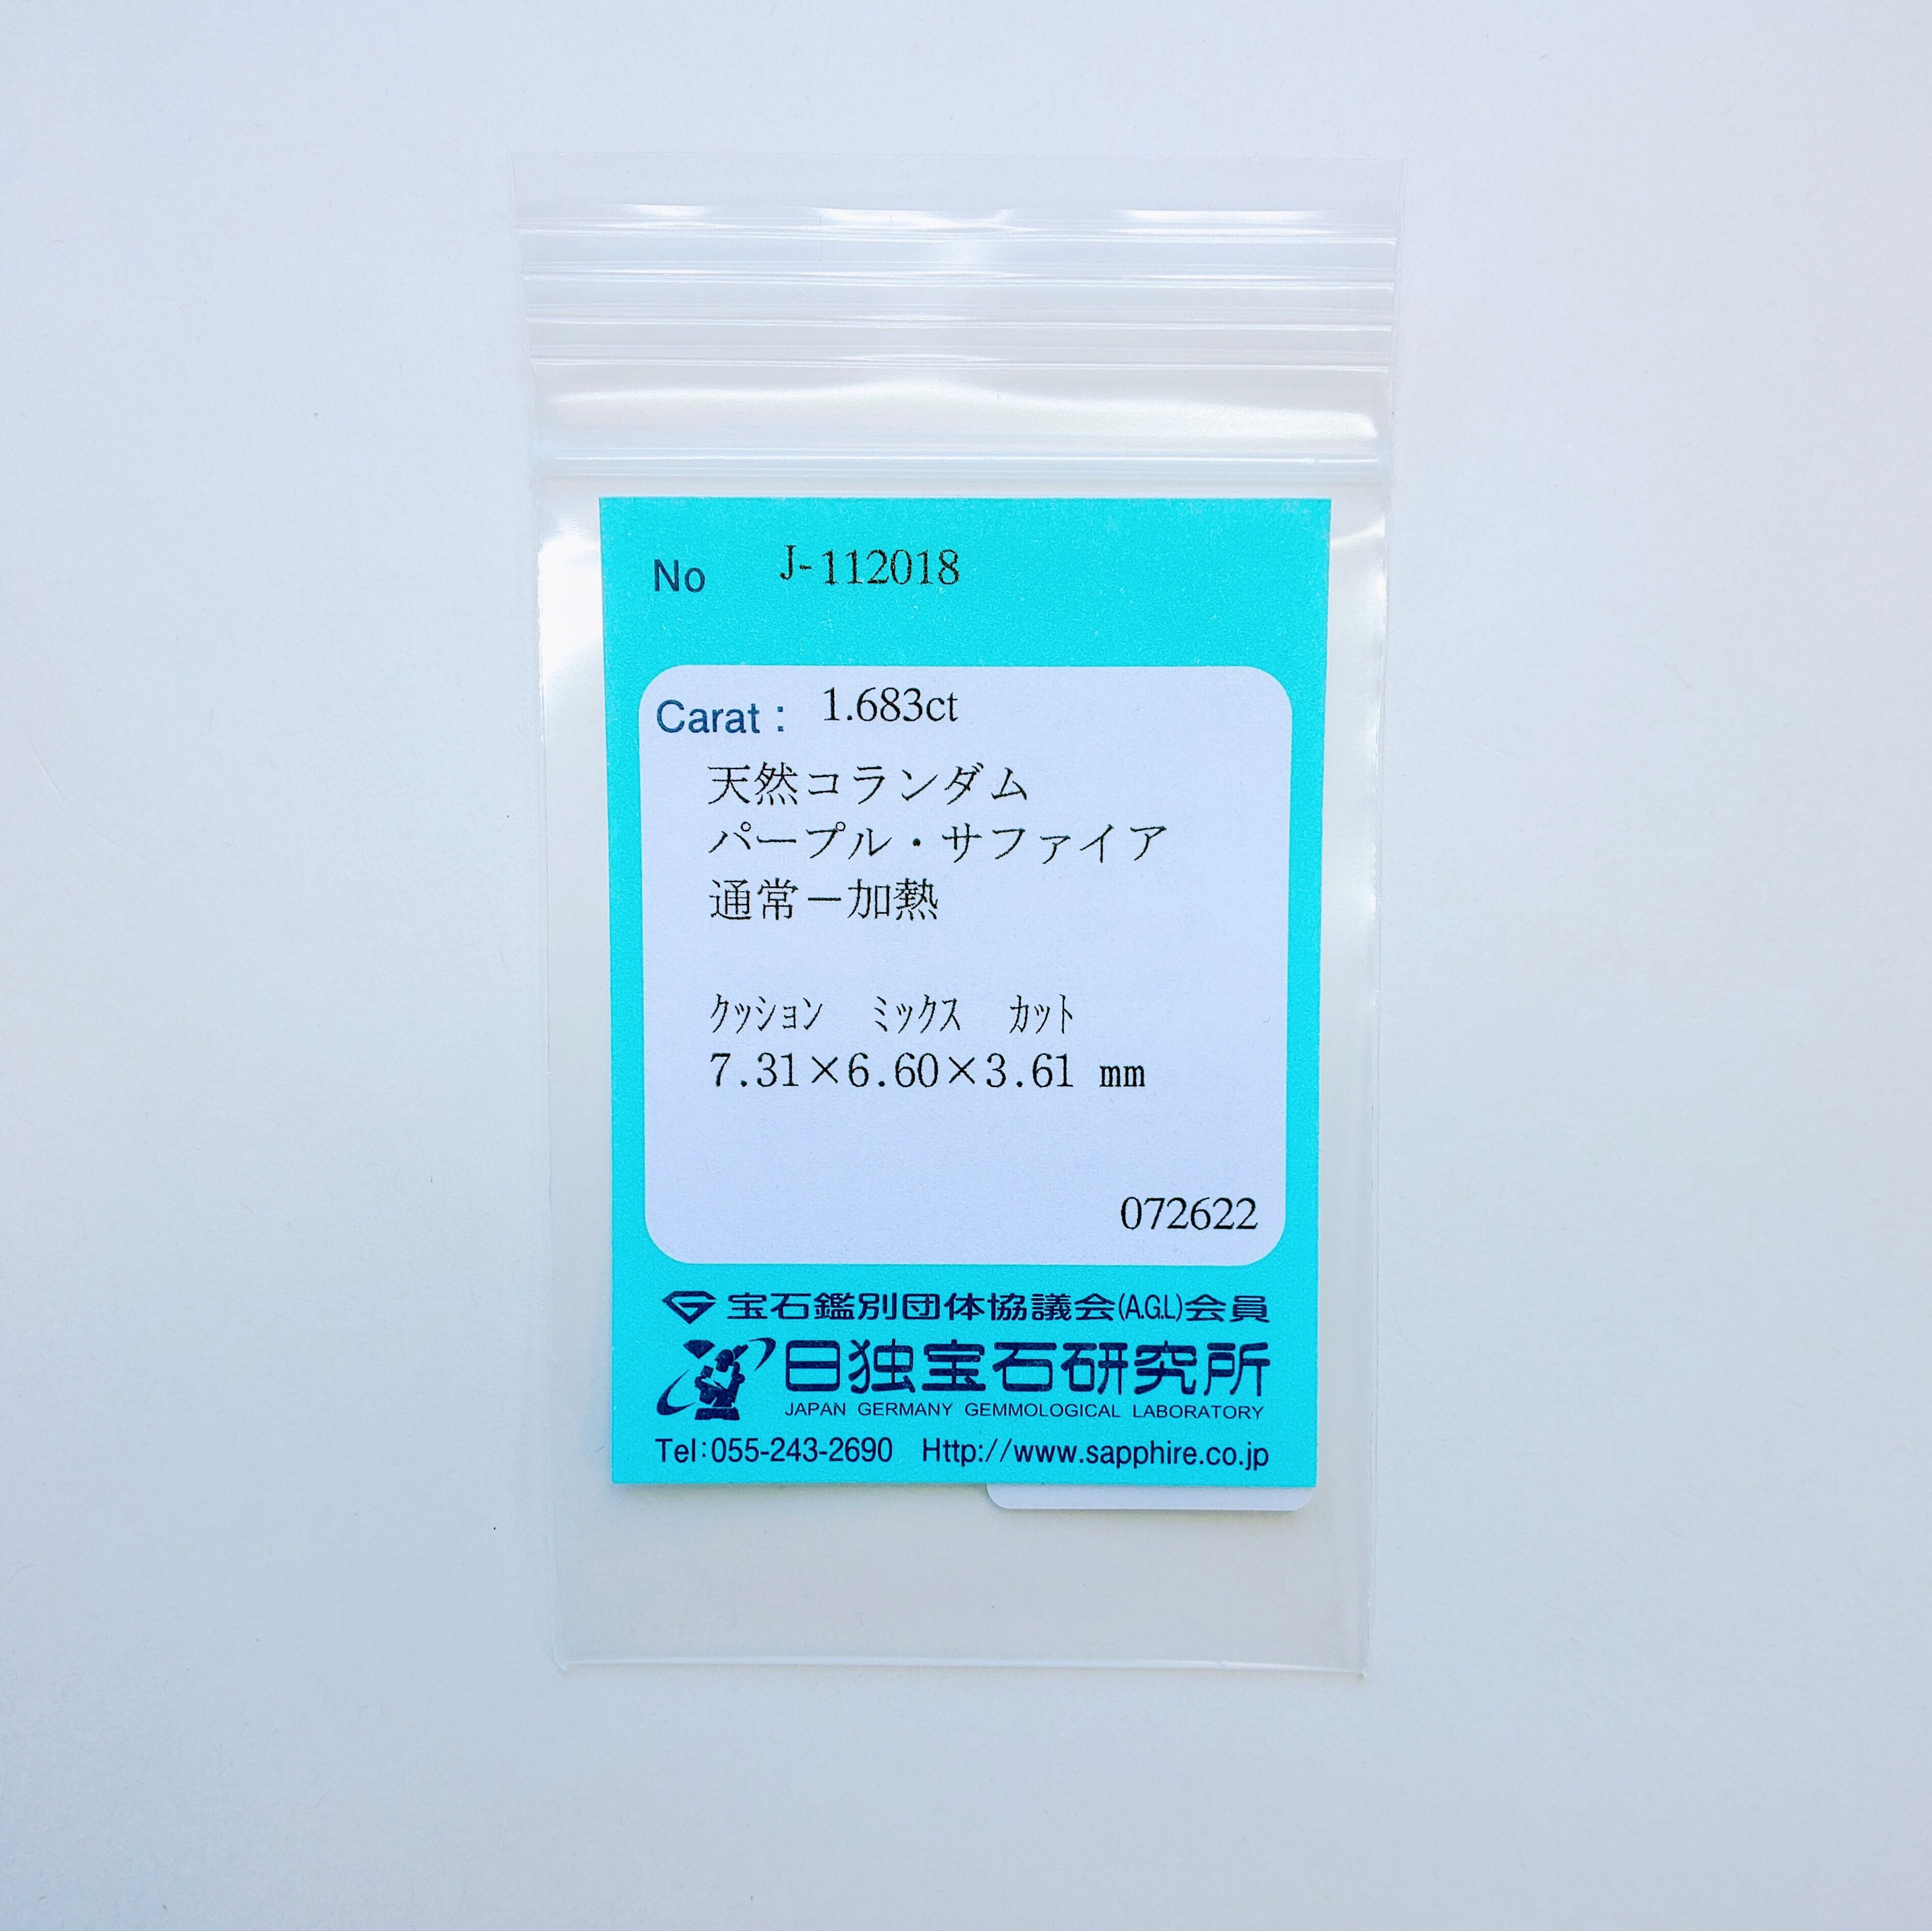 No J-112018
Carat : 1.683ct
天然コランダム
パープル・サファイア
通常－加熱
ｸｯｼｮﾝ ﾐｯｸｽ ｶｯﾄ
7.31×6.60×3.61 mm
072622
宝石鑑別団体協議会(A.G.L)会員
日独宝石研究所
JAPAN GERMANY GEMMOLOGICAL LABORATORY
Tel:055-243-2690 Http://www.sapphire.co.jp